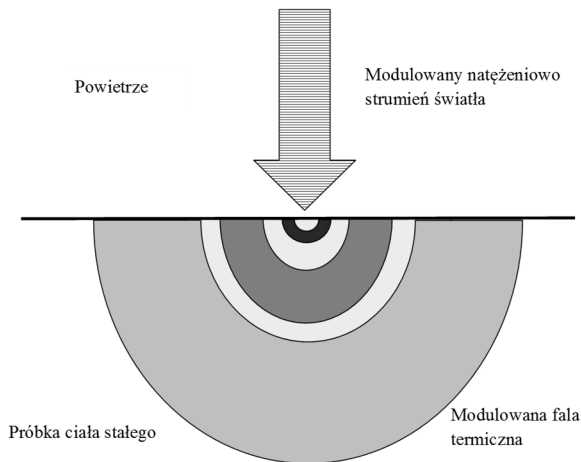 Powietrze
Modulowany natężeniowo
strumień światła
Próbka ciała stałego
Modulowana fala
termiczna